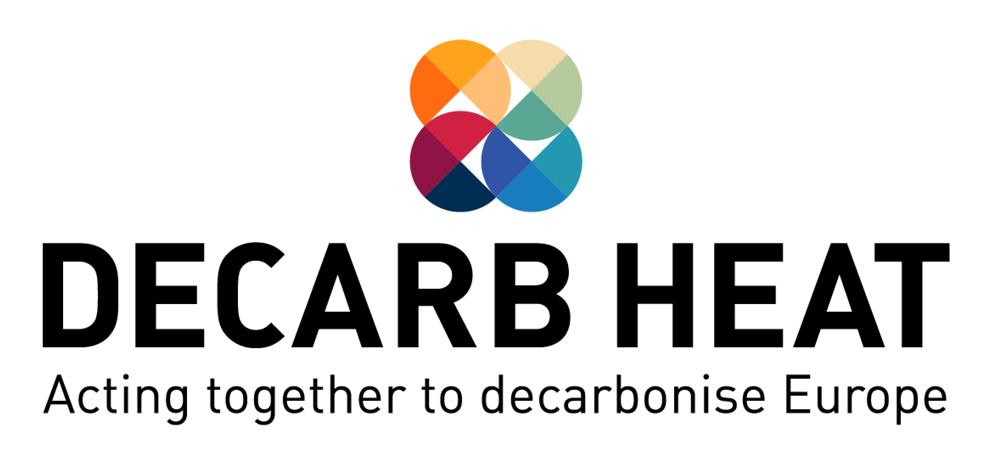 DECARB HEAT
Acting together to decarbonise Europe